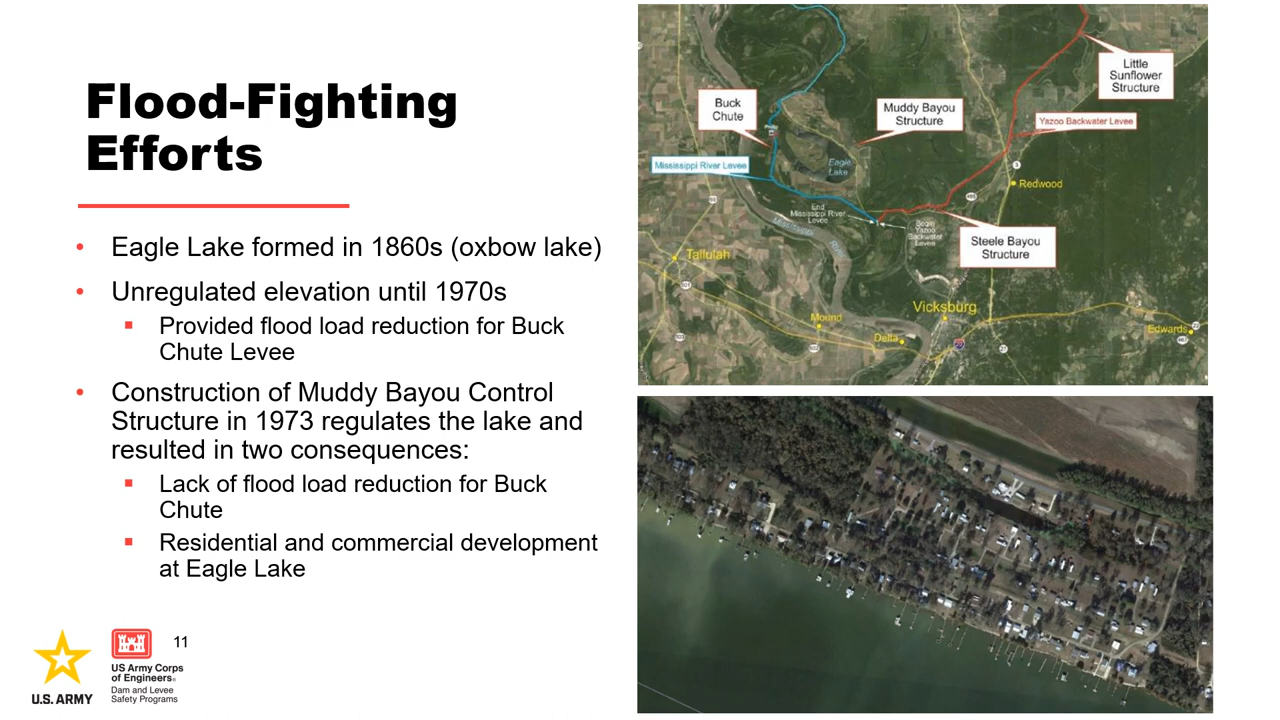 Flood-Fighting
Efforts
• Eagle Lake formed in 1860s (oxbow lake)
• Unregulated elevation until 1970s
▪ Provided flood load reduction for Buck
Chute Levee
• Construction of Muddy Bayou Control
Structure in 1973 regulates the lake and
resulted in two consequences:
▪ Lack of flood load reduction for Buck
Chute
▪ Residential and commercial development
at Eagle Lake
U.S. ARMY
US Army Corps
of Engineers®
Dam and Levee
Safety Programs
11
Little
Sunflower
Structure
Buck
Chute
Muddy Bayou
Structure
Yazoo Backwater Levee
Mississippi River Levee
Eagle
Lake
Redwood
465
End
Mississippi River
Levee
Begin
Yazoo
Backwater
Levee
Mississippi
River
Steele Bayou
Structure
Tallulah
Vicksburg
Mound
Delta
Edwards
20
27